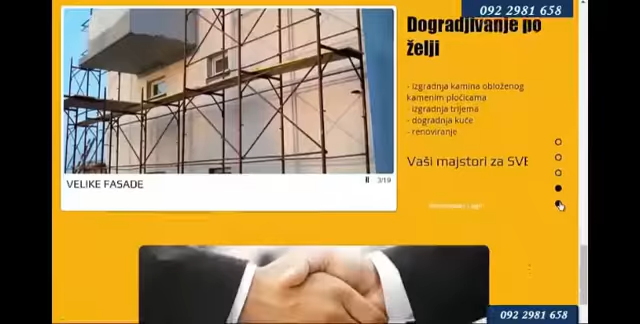 092 2981 658
Dogradjivanje po
želji
- Izgradnja kamina obloženog
kamenim pločicama
- izgradnja trijema
- dogradnja kuće
- renoviranje
Vaši majstori za SVE
VELIKE FASADE
3/19
092 2981 658